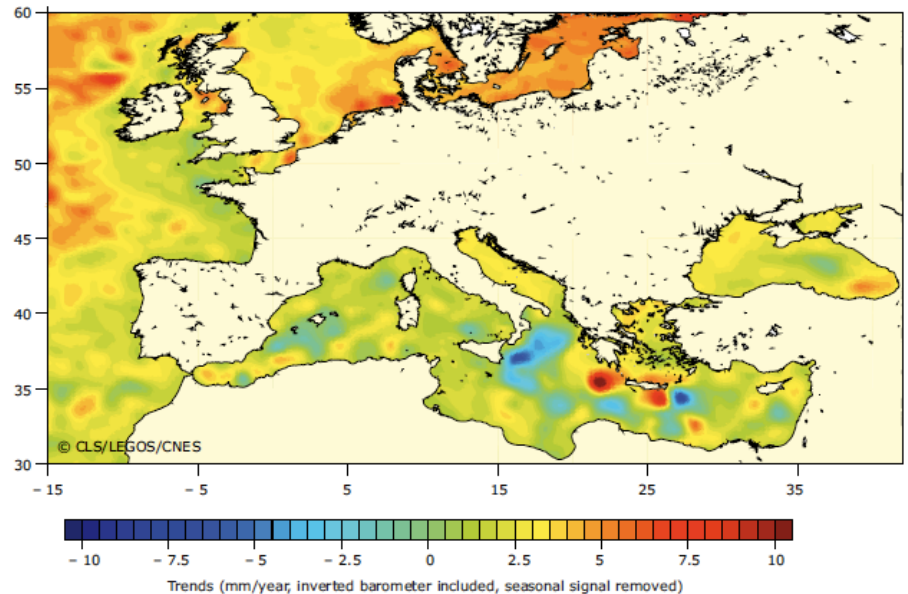 60
55
50
45
40
35
30
© CLS/LEGOS/CNES
– 15 – 5 5 15 25 35
– 10 – 7.5 – 5 – 2.5 0 2.5 5 7.5 10
Trends (mm/year, inverted barometer included, seasonal signal removed)